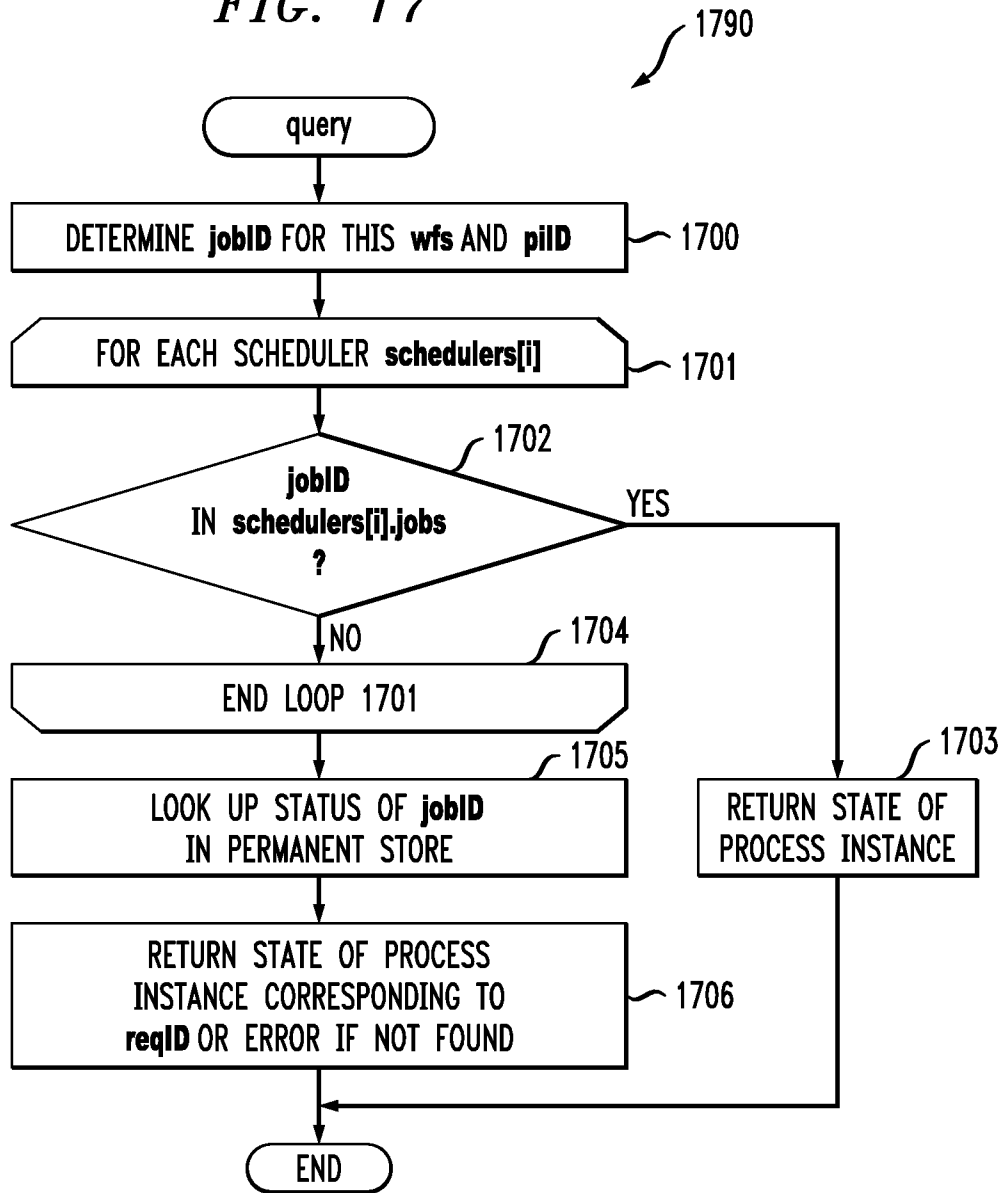 FIG. 17
1790
query
DETERMINE jobID FOR THIS wfs AND piID
1700
FOR EACH SCHEDULER schedulers[i]
1701
1702
jobID
IN schedulers[i].jobs
?
YES
NO
1704
END LOOP 1701
1705
LOOK UP STATUS OF jobID
IN PERMANENT STORE
1703
RETURN STATE OF
PROCESS INSTANCE
RETURN STATE OF PROCESS
INSTANCE CORRESPONDING TO
reqID OR ERROR IF NOT FOUND
1706
END